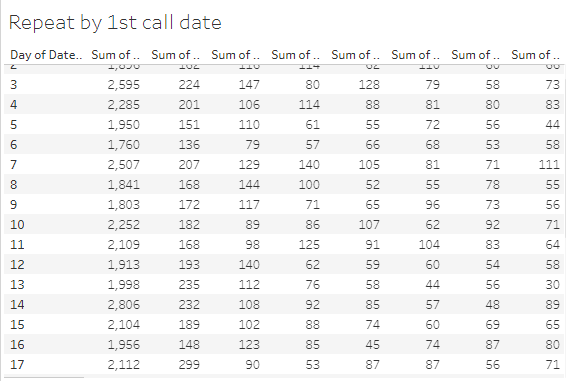 Repeat by 1st call date
Day of Date.. Sum of .. Sum of .. Sum of .. Sum of .. Sum of .. Sum of .. Sum of .. Sum of ..
3 2,595 224 147 80 128 79 58 73
4 2,285 201 106 114 88 81 80 83
5 1,950 151 110 61 55 72 56 44
6 1,760 136 79 57 66 68 53 58
7 2,507 207 129 140 105 81 71 111
8 1,841 168 144 100 52 55 78 55
9 1,803 172 117 71 65 96 73 56
10 2,252 182 89 86 107 62 92 71
11 2,109 168 98 125 91 104 83 64
12 1,913 193 140 62 59 60 54 58
13 1,998 235 112 76 58 44 56 30
14 2,806 232 108 92 85 57 48 89
15 2,104 189 102 88 74 60 69 65
16 1,956 148 123 85 45 74 87 80
17 2,112 299 90 53 87 87 56 71